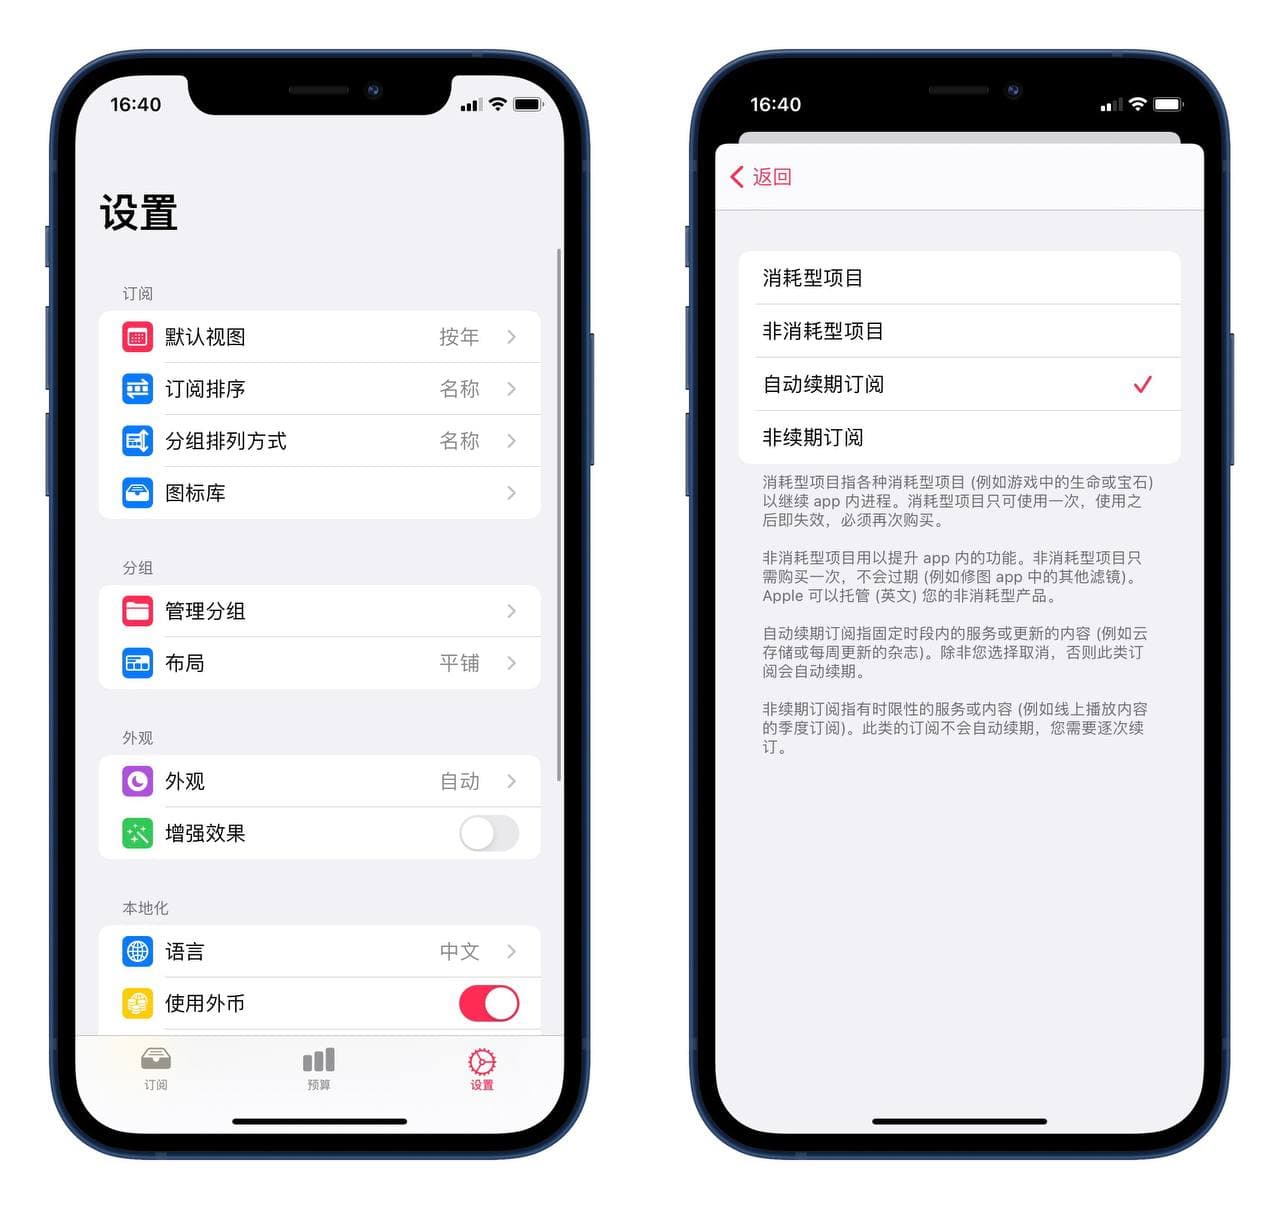 16:40
设置
订阅
默认视图 按年
订阅排序 名称
分组排列方式 名称
图标库
分组
管理分组
布局 平铺
外观
外观 自动
增强效果
本地化
语言 中文
使用外币
订阅 预算 设置
16:40
返回
消耗型项目
非消耗型项目
自动续期订阅
非续期订阅
消耗型项目指各种消耗型项目 (例如游戏中的生命或宝石)
以继续 app 内进程。消耗型项目只可使用一次，使用之
后即失效，必须再次购买。
非消耗型项目用以提升 app 内的功能。非消耗型项目只
需购买一次，不会过期 (例如修图 app 中的其他滤镜)。
Apple 可以托管 (英文) 您的非消耗型产品。
自动续期订阅指固定时段内的服务或更新的内容 (例如云
存储或每周更新的杂志)。除非您选择取消，否则此类订
阅会自动续期。
非续期订阅指有时限性的服务或内容 (例如线上播放内容
的季度订阅)。此类的订阅不会自动续期，您需要逐次续
订。